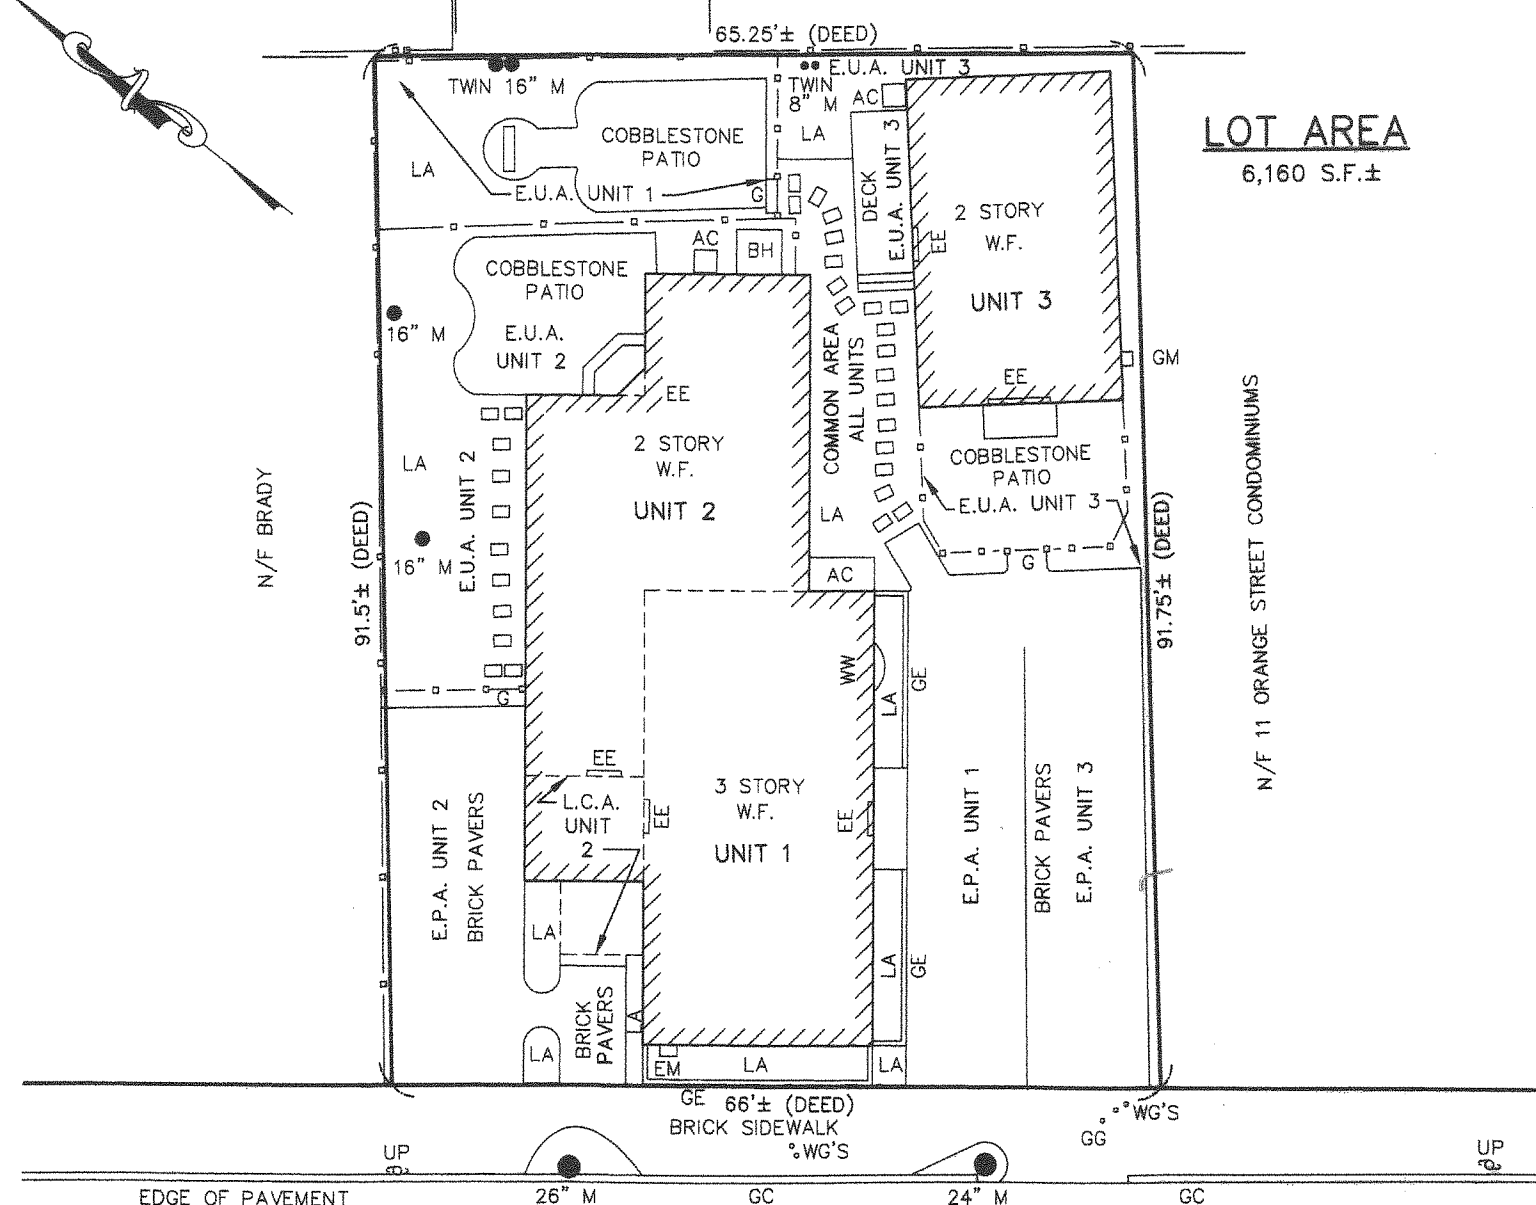 65.25'± (DEED)
E.U.A. UNIT 3
TWIN 16" M
TWIN
8" M
AC
LA
COBBLESTONE
PATIO
LA
E.U.A. UNIT 1
G
DECK
E.U.A. UNIT 3
EE
2 STORY
W.F.
UNIT 3
LOT AREA
6,160 S.F.±
AC
BH
COBBLESTONE
PATIO
E.U.A.
UNIT 2
16" M
EE
COMMON AREA
ALL UNITS
EE
GM
2 STORY
W.F.
UNIT 2
LA
E.U.A. UNIT 2
16" M
LA
COBBLESTONE
PATIO
E.U.A. UNIT 3
G
AC
N/F BRADY
91.5'± (DEED)
91.75'± (DEED)
N/F 11 ORANGE STREET CONDOMINIUMS
G
WW
LA
GE
EE
L.C.A.
UNIT
2
EE
3 STORY
W.F.
UNIT 1
EE
E.P.A. UNIT 2
BRICK PAVERS
E.P.A. UNIT 1
BRICK PAVERS
E.P.A. UNIT 3
LA
LA
GE
BRICK
PAVERS
LA
LA
EM
LA
LA
GE
66'± (DEED)
BRICK SIDEWALK
WG'S
WG'S
GG
UP
UP
EDGE OF PAVEMENT
26" M
GC
24" M
GC